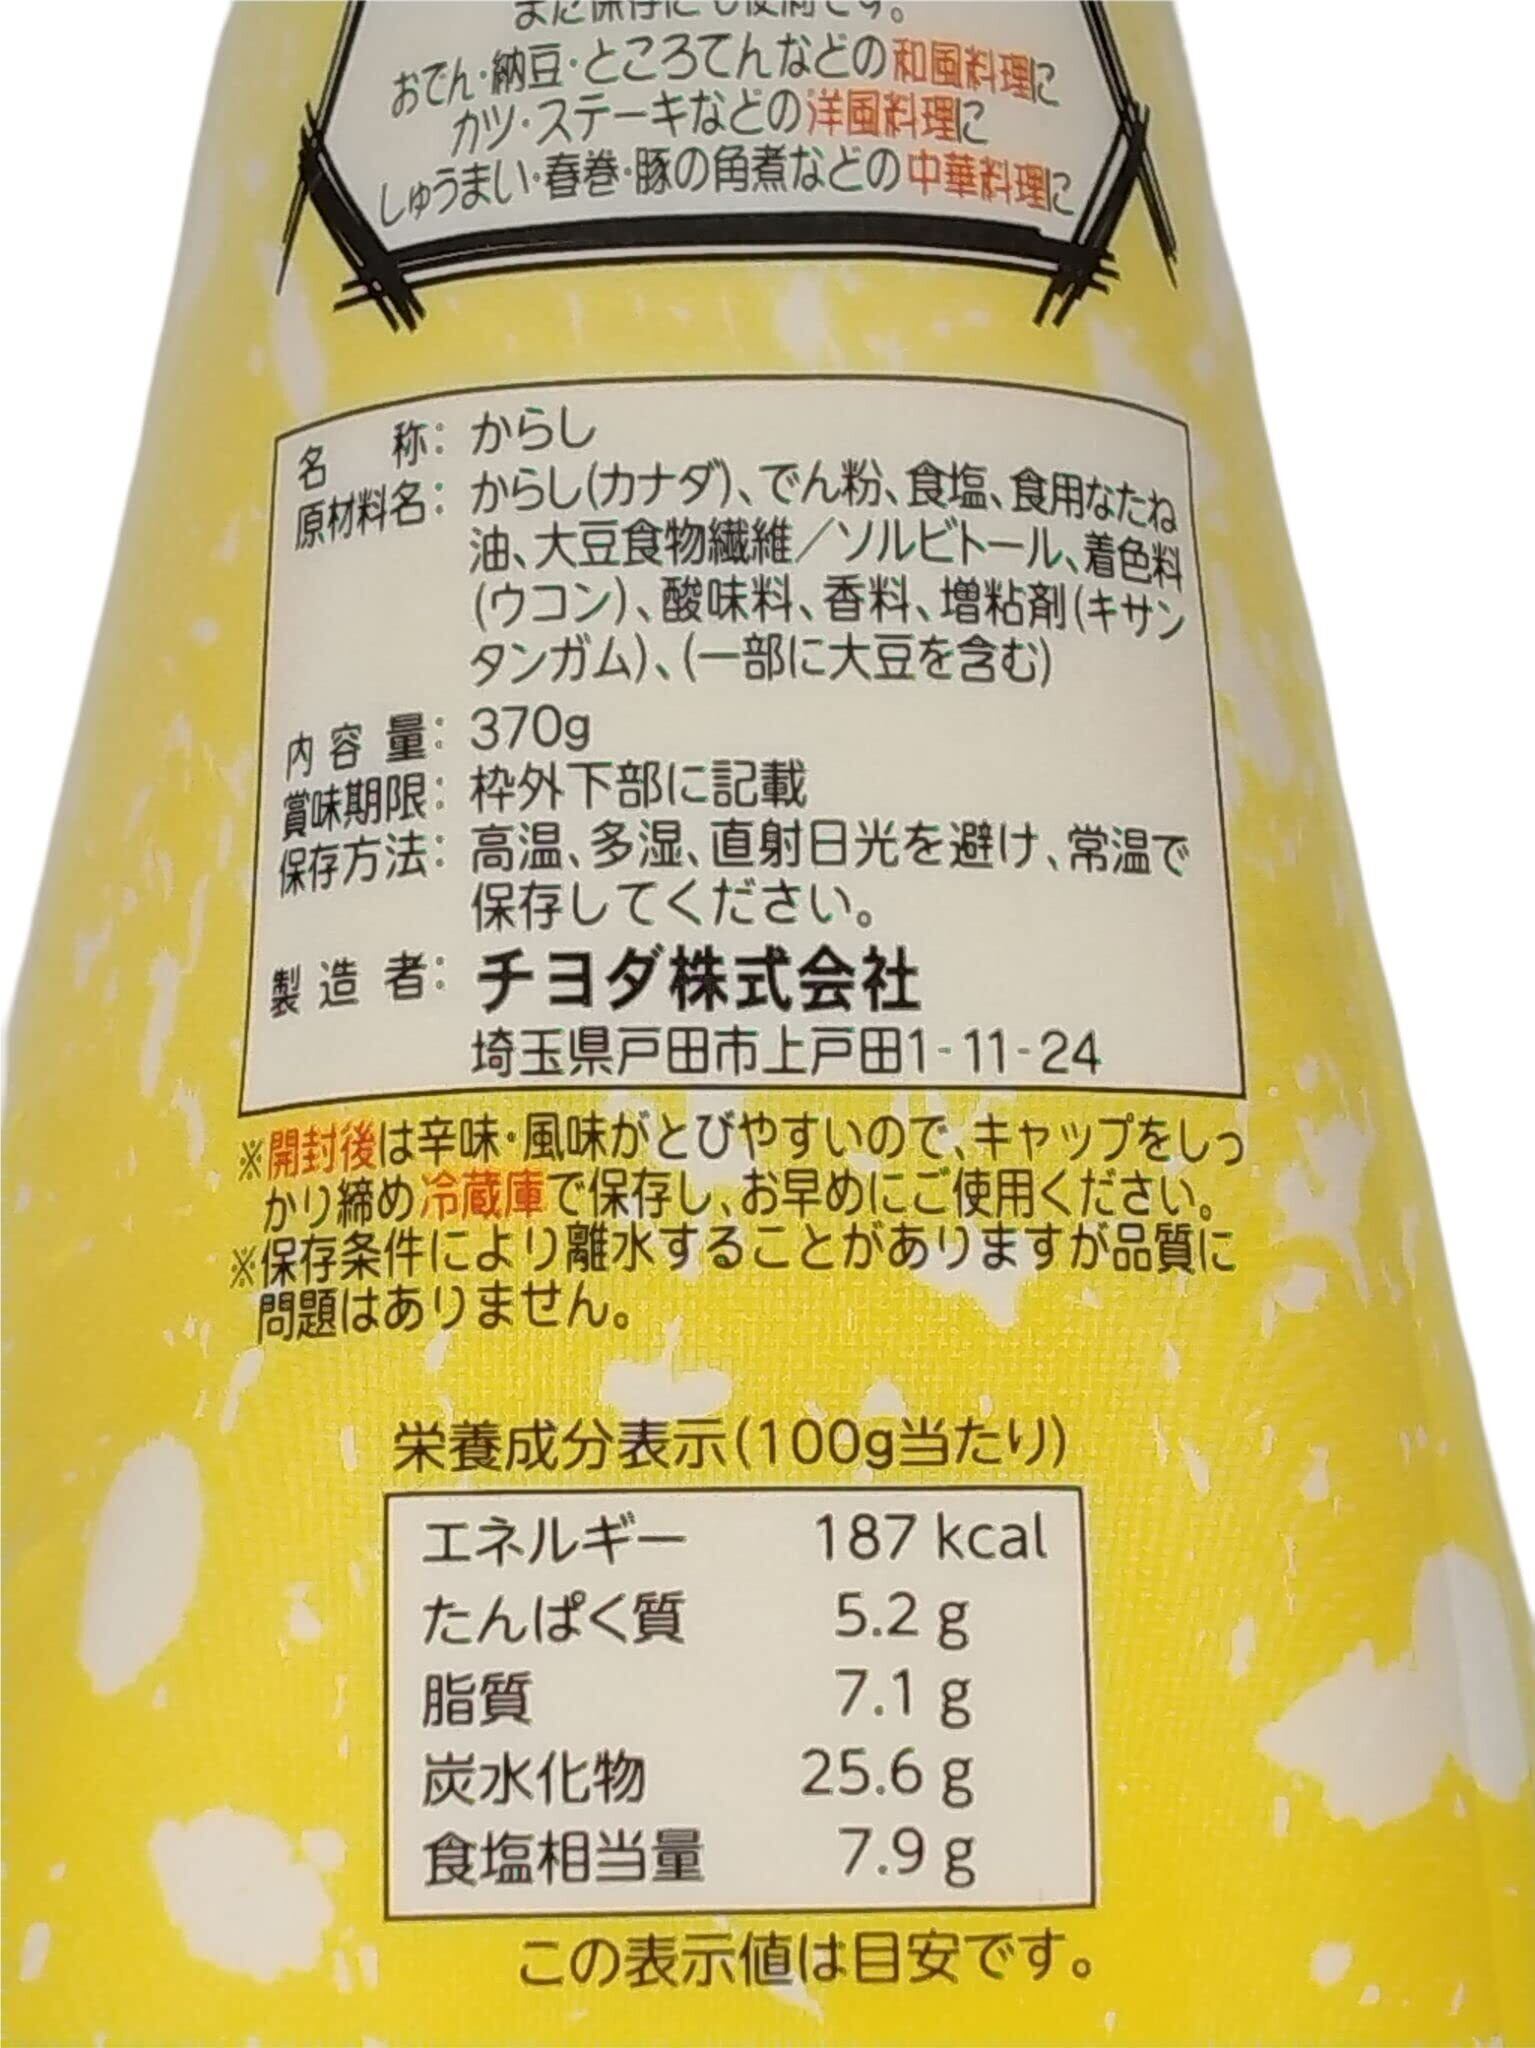 また保存にも便利です。
おでん・納豆・ところてんなどの和風料理に
カツ・ステーキなどの洋風料理に
しゅうまい・春巻・豚の角煮などの中華料理に
名　称：からし
原材料名：からし(カナダ)、でん粉、食塩、食用なたね
油、大豆食物繊維／ソルビトール、着色料
(ウコン)、酸味料、香料、増粘剤(キサン
タンガム)、(一部に大豆を含む)
内容量：370g
賞味期限：枠外下部に記載
保存方法：高温、多湿、直射日光を避け、常温で
保存してください。
製造者：チヨダ株式会社
埼玉県戸田市上戸田1-11-24
※開封後は辛味・風味がとびやすいので、キャップをしっ
かり締め冷蔵庫で保存し、お早めにご使用ください。
※保存条件により離水することがありますが品質に
問題はありません。
栄養成分表示(100g当たり)
エネルギー 187 kcal
たんぱく質 5.2 g
脂質 7.1 g
炭水化物 25.6 g
食塩相当量 7.9 g
この表示値は目安です。